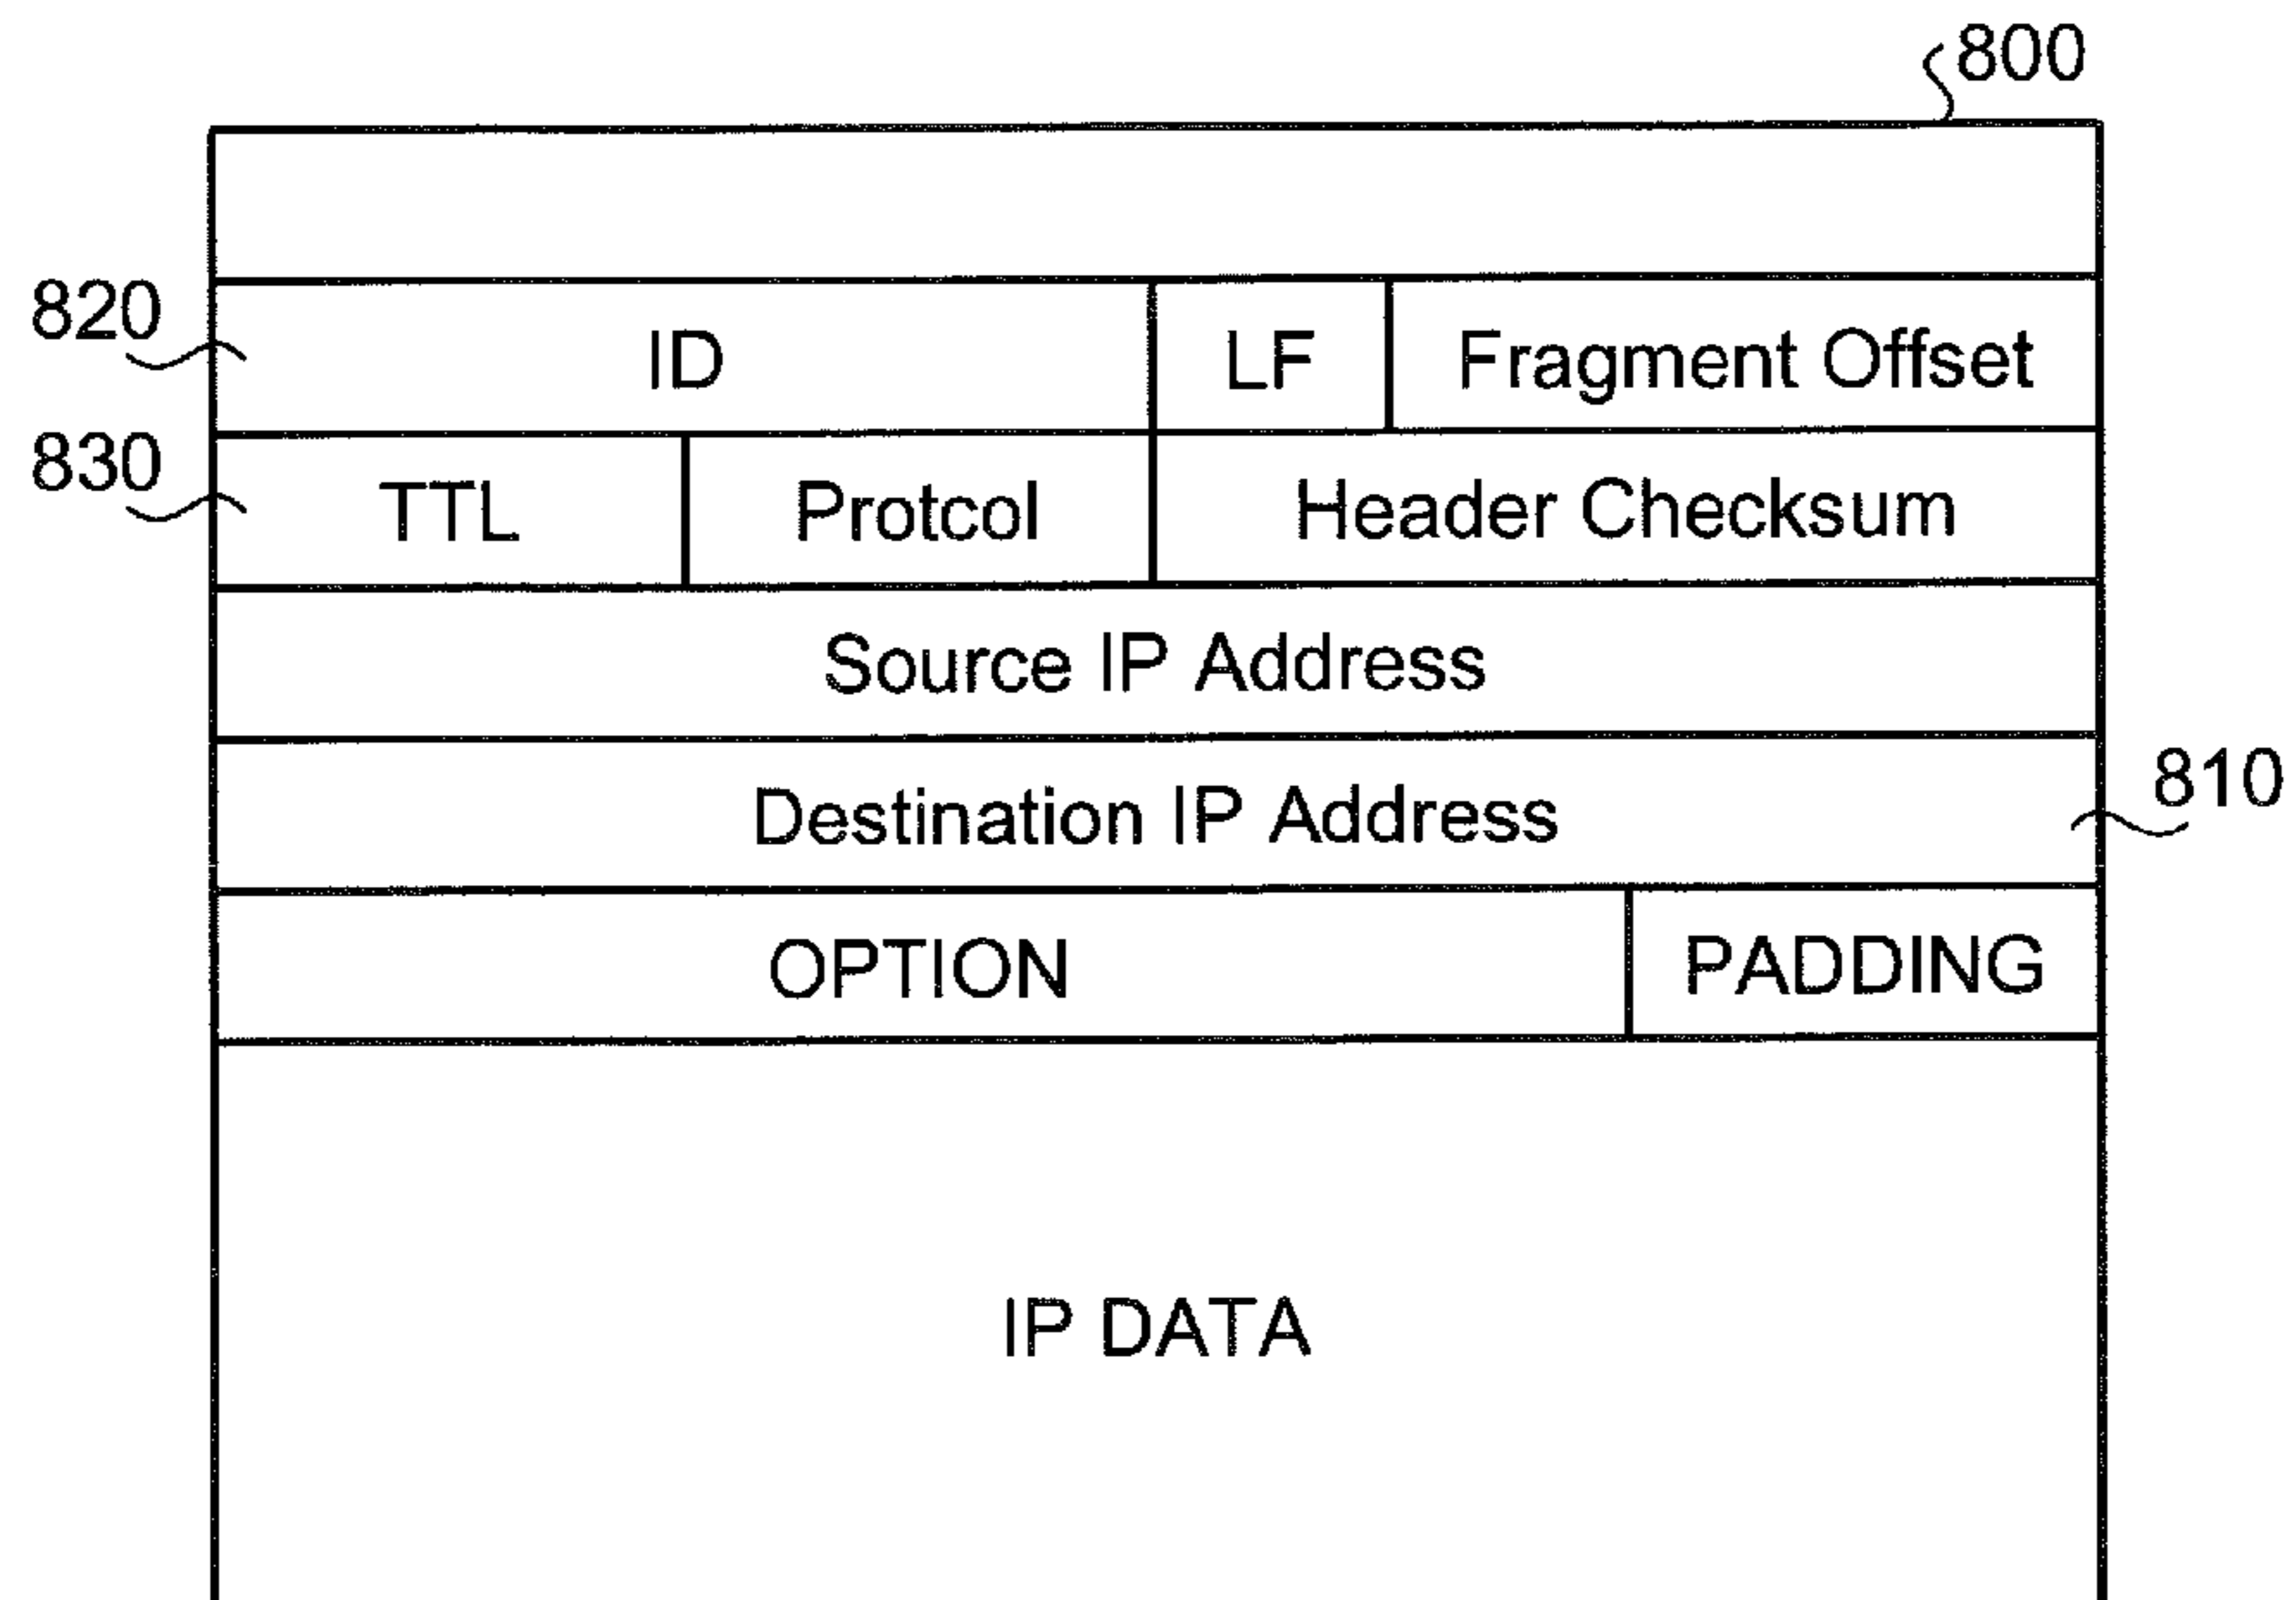 800
820 ID LF Fragment Offset
830 TTL Protcol Header Checksum
Source IP Address
Destination IP Address 810
OPTION PADDING
IP DATA